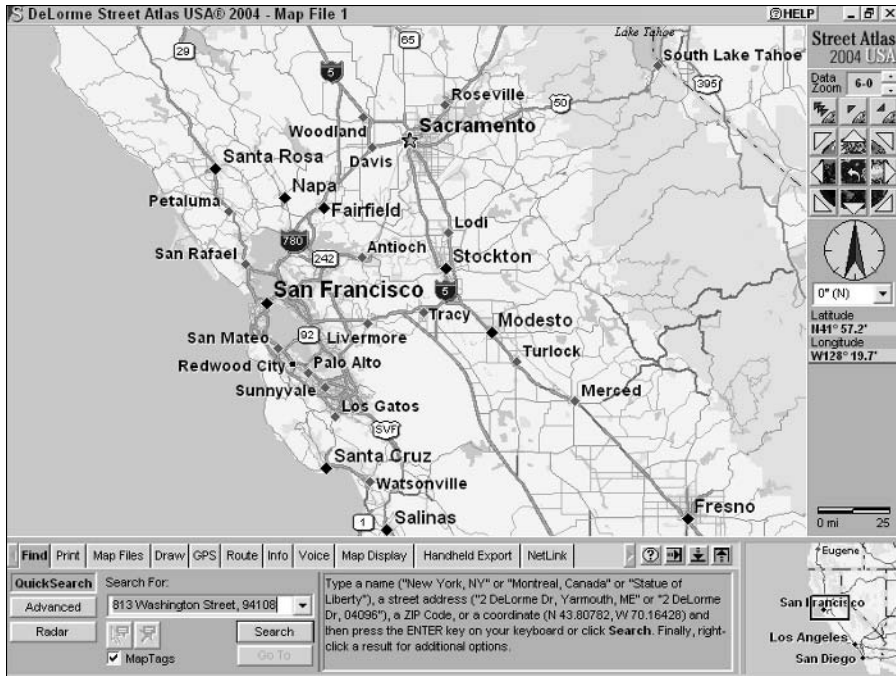 DeLorme Street Atlas USA® 2004 - Map File 1
HELP
Street Atlas
2004 USA
Data
Zoom
6-0
0° (N)
Latitude
N41° 57.2'
Longitude
W128° 19.7'
0 mi 25
Lake Tahoe
South Lake Tahoe
29
65
5
50
395
Roseville
Woodland
Sacramento
Davis
Santa Rosa
Napa
Petaluma
Fairfield
Lodi
780
Antioch
San Rafael
242
Stockton
San Francisco
5
Tracy
Modesto
San Mateo
92
Livermore
Turlock
Redwood City
Palo Alto
Sunnyvale
Merced
Los Gatos
SVF
Santa Cruz
Watsonville
Fresno
1
Salinas
Find Print Map Files Draw GPS Route Info Voice Map Display Handheld Export NetLink
QuickSearch
Advanced
Radar
Search For:
813 Washington Street, 94108
Search
MapTags
Go To
Type a name ("New York, NY" or "Montreal, Canada" or "Statue of
Liberty"), a street address ("2 DeLorme Dr, Yarmouth, ME" or "2 DeLorme
Dr, 04096"), a ZIP Code, or a coordinate (N 43.80782, W 70.16428) and
then press the ENTER key on your keyboard or click Search. Finally, right-
click a result for additional options.
Eugene
San Francisco
Los Angeles
San Diego